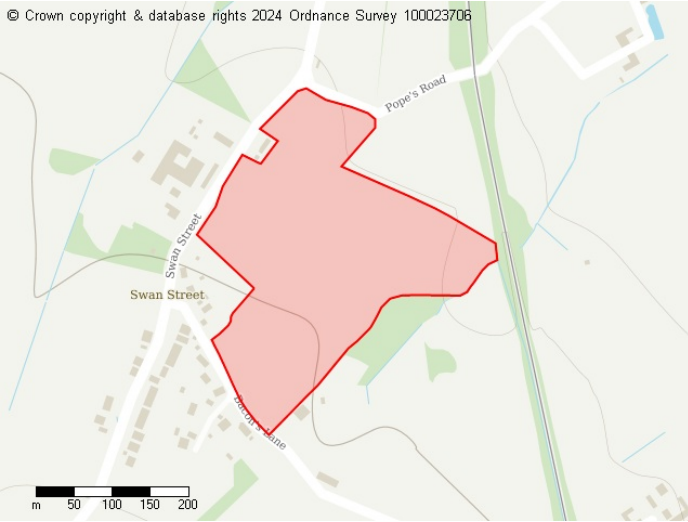 © Crown copyright & database rights 2024 Ordnance Survey 100023706
Pope's Road
Swan Street
Swan Street
Bacon's Lane
m 50 100 150 200